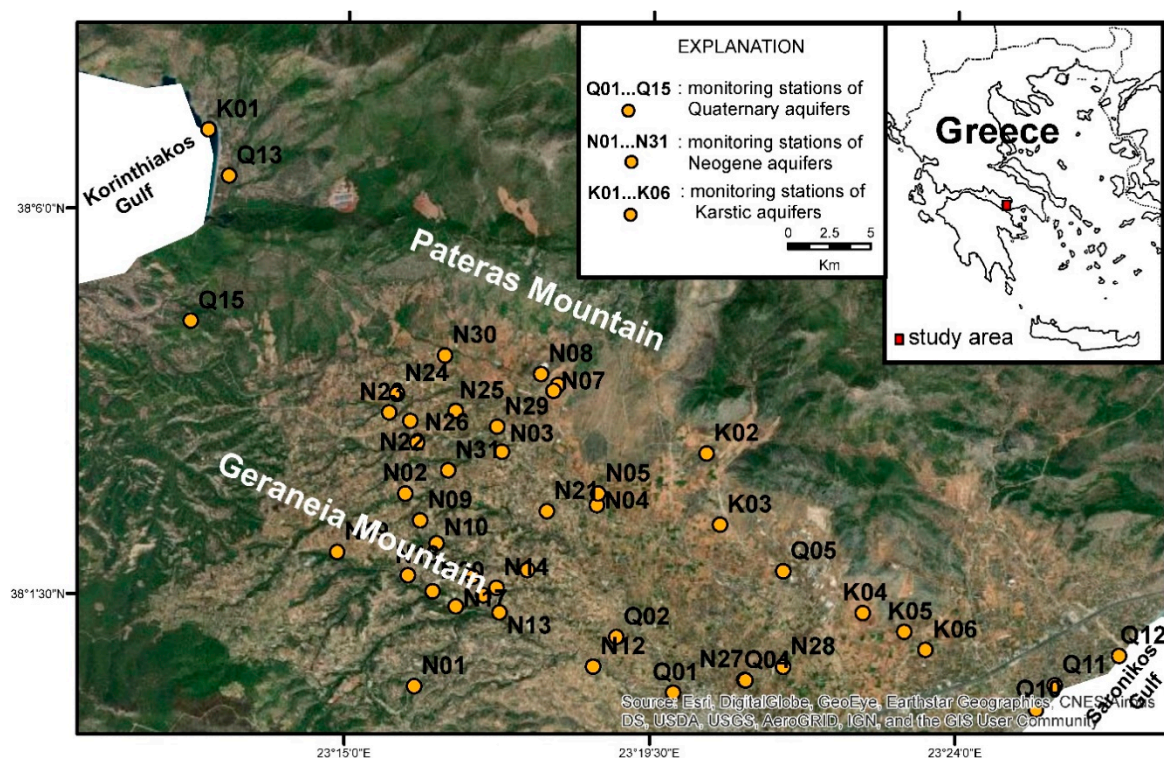 EXPLANATION
Q01...Q15 : monitoring stations of
Quaternary aquifers
N01...N31 : monitoring stations of
Neogene aquifers
K01...K06 : monitoring stations of
Karstic aquifers
0 2.5 5
Km
Greece
study area
K01
Q13
Korinthiakos
Gulf
38°6'0"N
Pateras Mountain
Q15
N30
N08
N07
N24
N23
N25
N29
N26
N03
N22
N31
K02
Geraneia Mountain
N02
N05
N21
N04
N09
K03
N10
Q05
N14
38°1'30"N
N17
N13
K04
K05
K06
Q02
N12
Q12
N01
Q01
N27
Q04
N28
Q11
Saronikos
Gulf
Source: Esri, DigitalGlobe, GeoEye, Earthstar Geographics, CNES/Airbus
DS, USDA, USGS, AeroGRID, IGN, and the GIS User Community
23°15'0"E
23°19'30"E
23°24'0"E